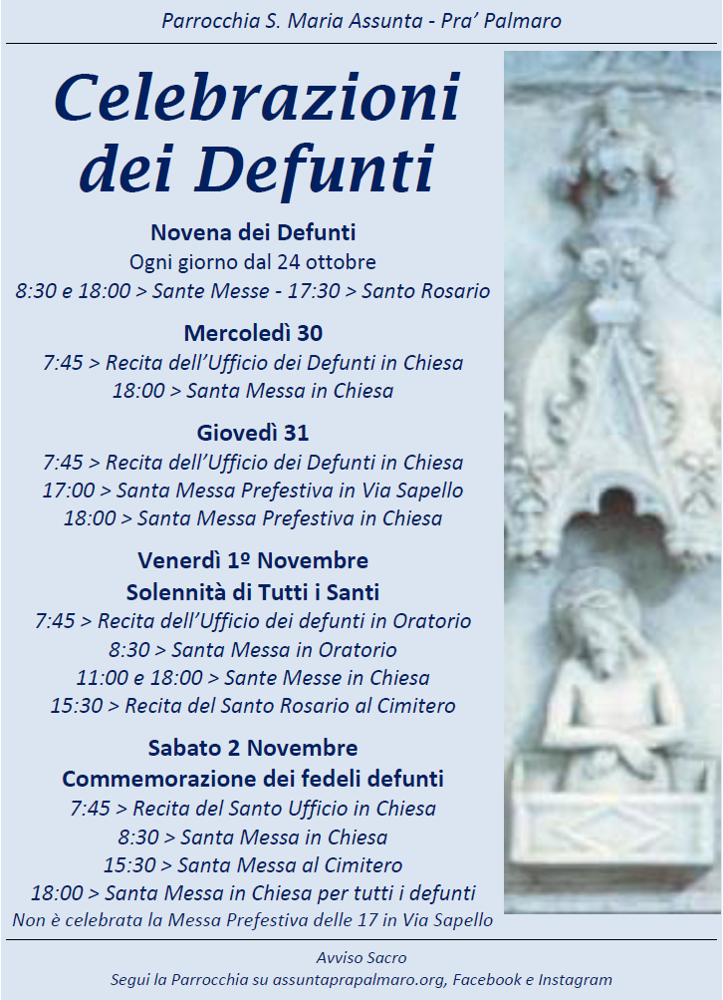 Parrocchia S. Maria Assunta - Pra’ Palmaro
Celebrazioni
dei Defunti
Novena dei Defunti
Ogni giorno dal 24 ottobre
8:30 e 18:00 > Sante Messe - 17:30 > Santo Rosario
Mercoledì 30
7:45 > Recita dell’Ufficio dei Defunti in Chiesa
18:00 > Santa Messa in Chiesa
Giovedì 31
7:45 > Recita dell’Ufficio dei Defunti in Chiesa
17:00 > Santa Messa Prefestiva in Via Sapello
18:00 > Santa Messa Prefestiva in Chiesa
Venerdì 1º Novembre
Solennità di Tutti i Santi
7:45 > Recita dell’Ufficio dei defunti in Oratorio
8:30 > Santa Messa in Oratorio
11:00 e 18:00 > Sante Messe in Chiesa
15:30 > Recita del Santo Rosario al Cimitero
Sabato 2 Novembre
Commemorazione dei fedeli defunti
7:45 > Recita del Santo Ufficio in Chiesa
8:30 > Santa Messa in Chiesa
15:30 > Santa Messa al Cimitero
18:00 > Santa Messa in Chiesa per tutti i defunti
Non è celebrata la Messa Prefestiva delle 17 in Via Sapello
Avviso Sacro
Segui la Parrocchia su assuntaprapalmaro.org, Facebook e Instagram